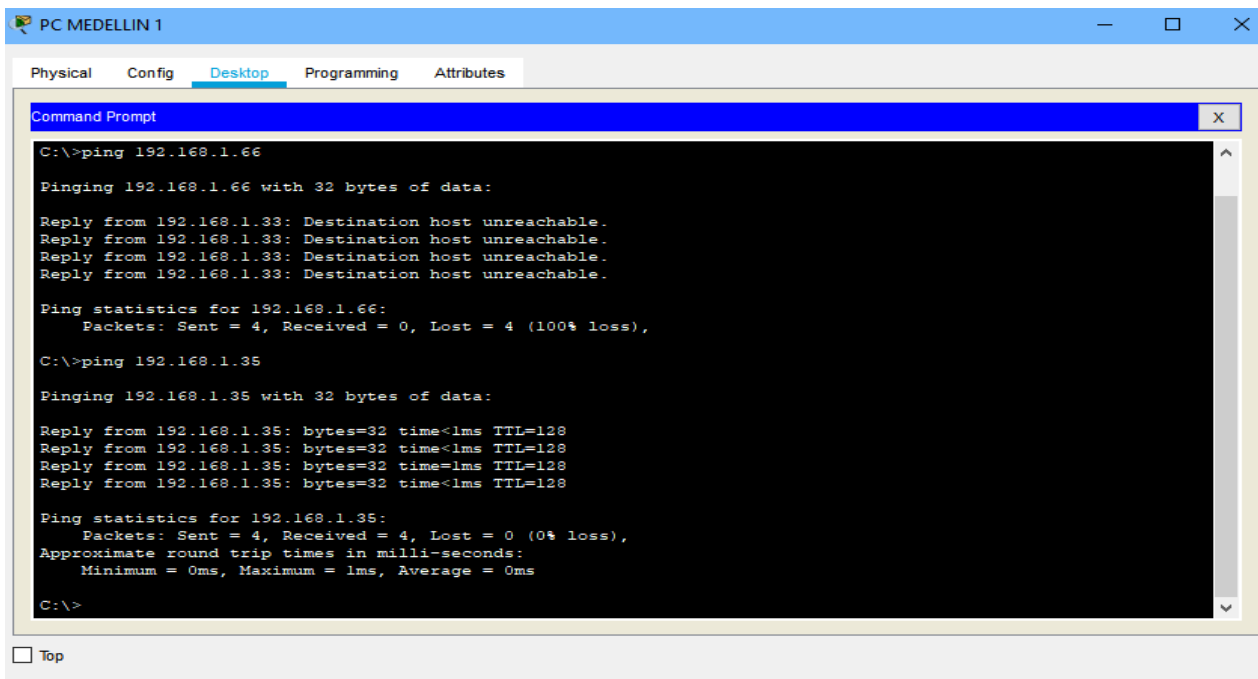 PC MEDELLIN 1
Physical Config Desktop Programming Attributes
Command Prompt X
C:\>ping 192.168.1.66
Pinging 192.168.1.66 with 32 bytes of data:
Reply from 192.168.1.33: Destination host unreachable.
Reply from 192.168.1.33: Destination host unreachable.
Reply from 192.168.1.33: Destination host unreachable.
Reply from 192.168.1.33: Destination host unreachable.
Ping statistics for 192.168.1.66:
Packets: Sent = 4, Received = 0, Lost = 4 (100% loss),
C:\>ping 192.168.1.35
Pinging 192.168.1.35 with 32 bytes of data:
Reply from 192.168.1.35: bytes=32 time<1ms TTL=128
Reply from 192.168.1.35: bytes=32 time<1ms TTL=128
Reply from 192.168.1.35: bytes=32 time=1ms TTL=128
Reply from 192.168.1.35: bytes=32 time<1ms TTL=128
Ping statistics for 192.168.1.35:
Packets: Sent = 4, Received = 4, Lost = 0 (0% loss),
Approximate round trip times in milli-seconds:
Minimum = 0ms, Maximum = 1ms, Average = 0ms
C:\>
Top